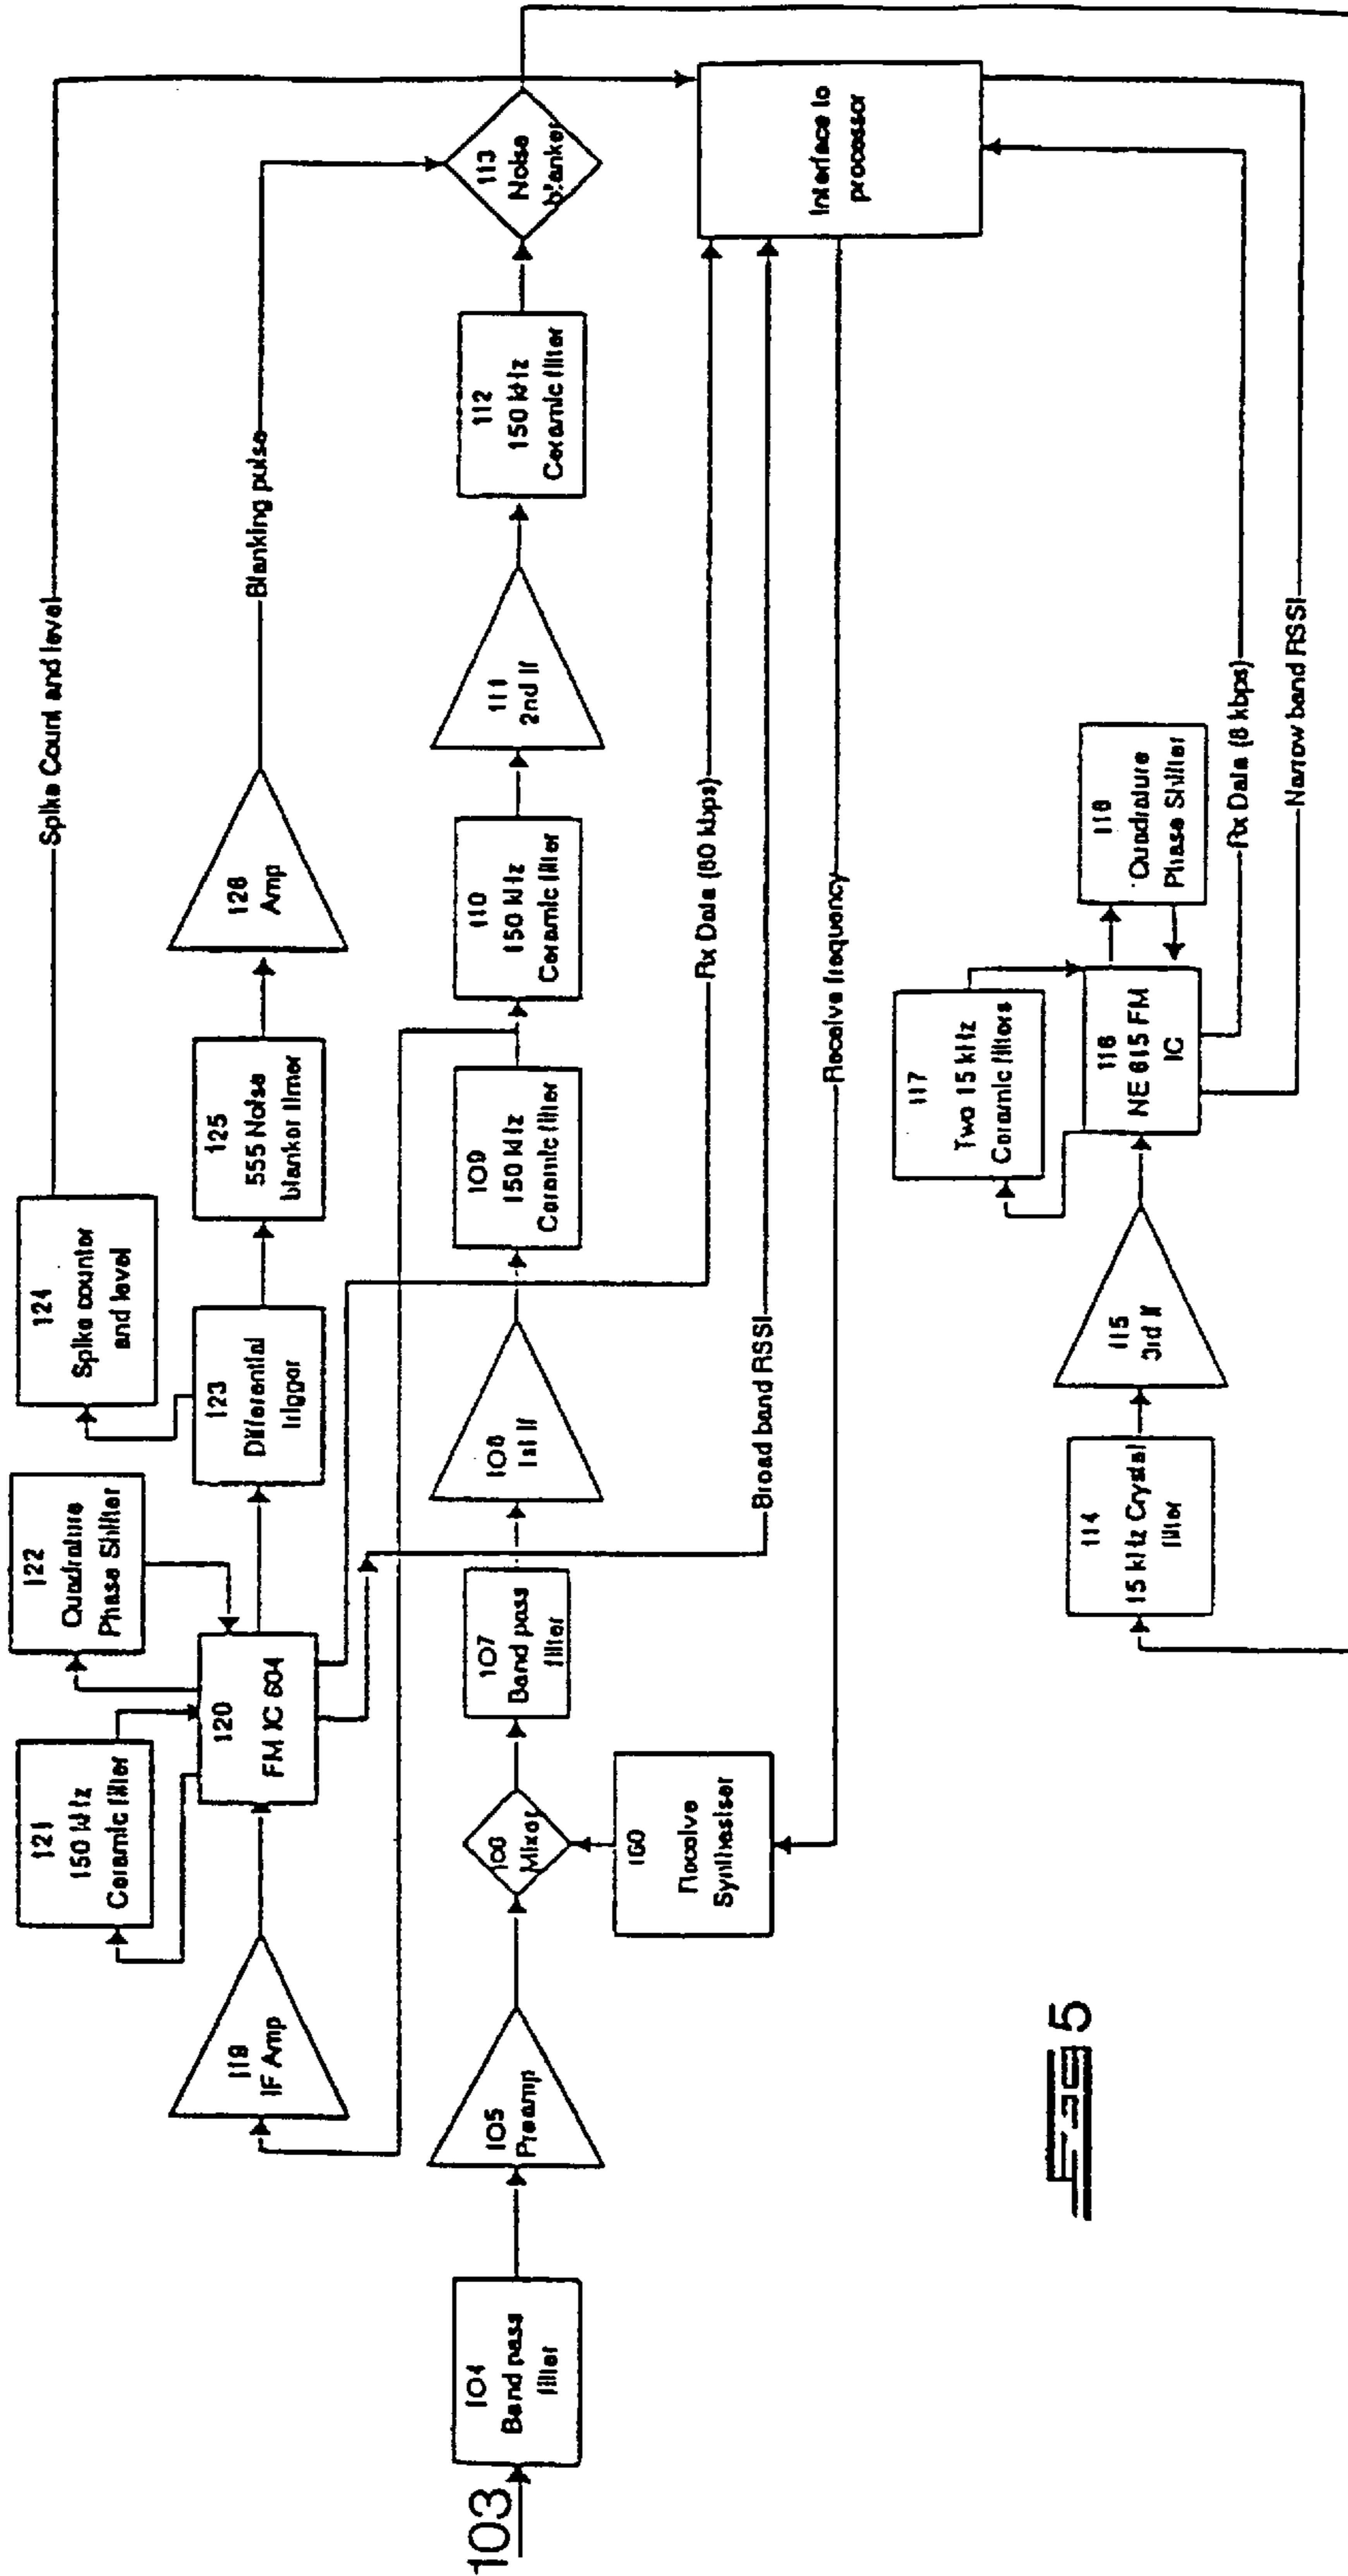 Spike Count and level
124
Spike counter
and level
122
Quadrature
Phase Shifter
121
150 kHz
Ceramic filter
119
IF Amp
120
FM IC 604
123
Differential
trigger
125
555 Noise
blanker timer
126
Amp
Blanking pulse
103
104
Band pass
filter
105
Preamp
106
Mixer
107
Band pass
filter
108
1st If
109
150 kHz
Ceramic filter
110
150 kHz
Ceramic filter
111
2nd If
112
150 kHz
Ceramic filter
113
Noise
blanker
160
Receive
Synthesiser
Broad band RSSI
Rx Data (60 kbps)
Receive frequency
Interface to
processor
114
15 kHz Crystal
filter
115
3rd If
117
Two 15 kHz
Ceramic filters
116
NE 615 FM
IC
118
Quadrature
Phase Shifter
Rx Data (8 kbps)
Narrow band RSSI
5